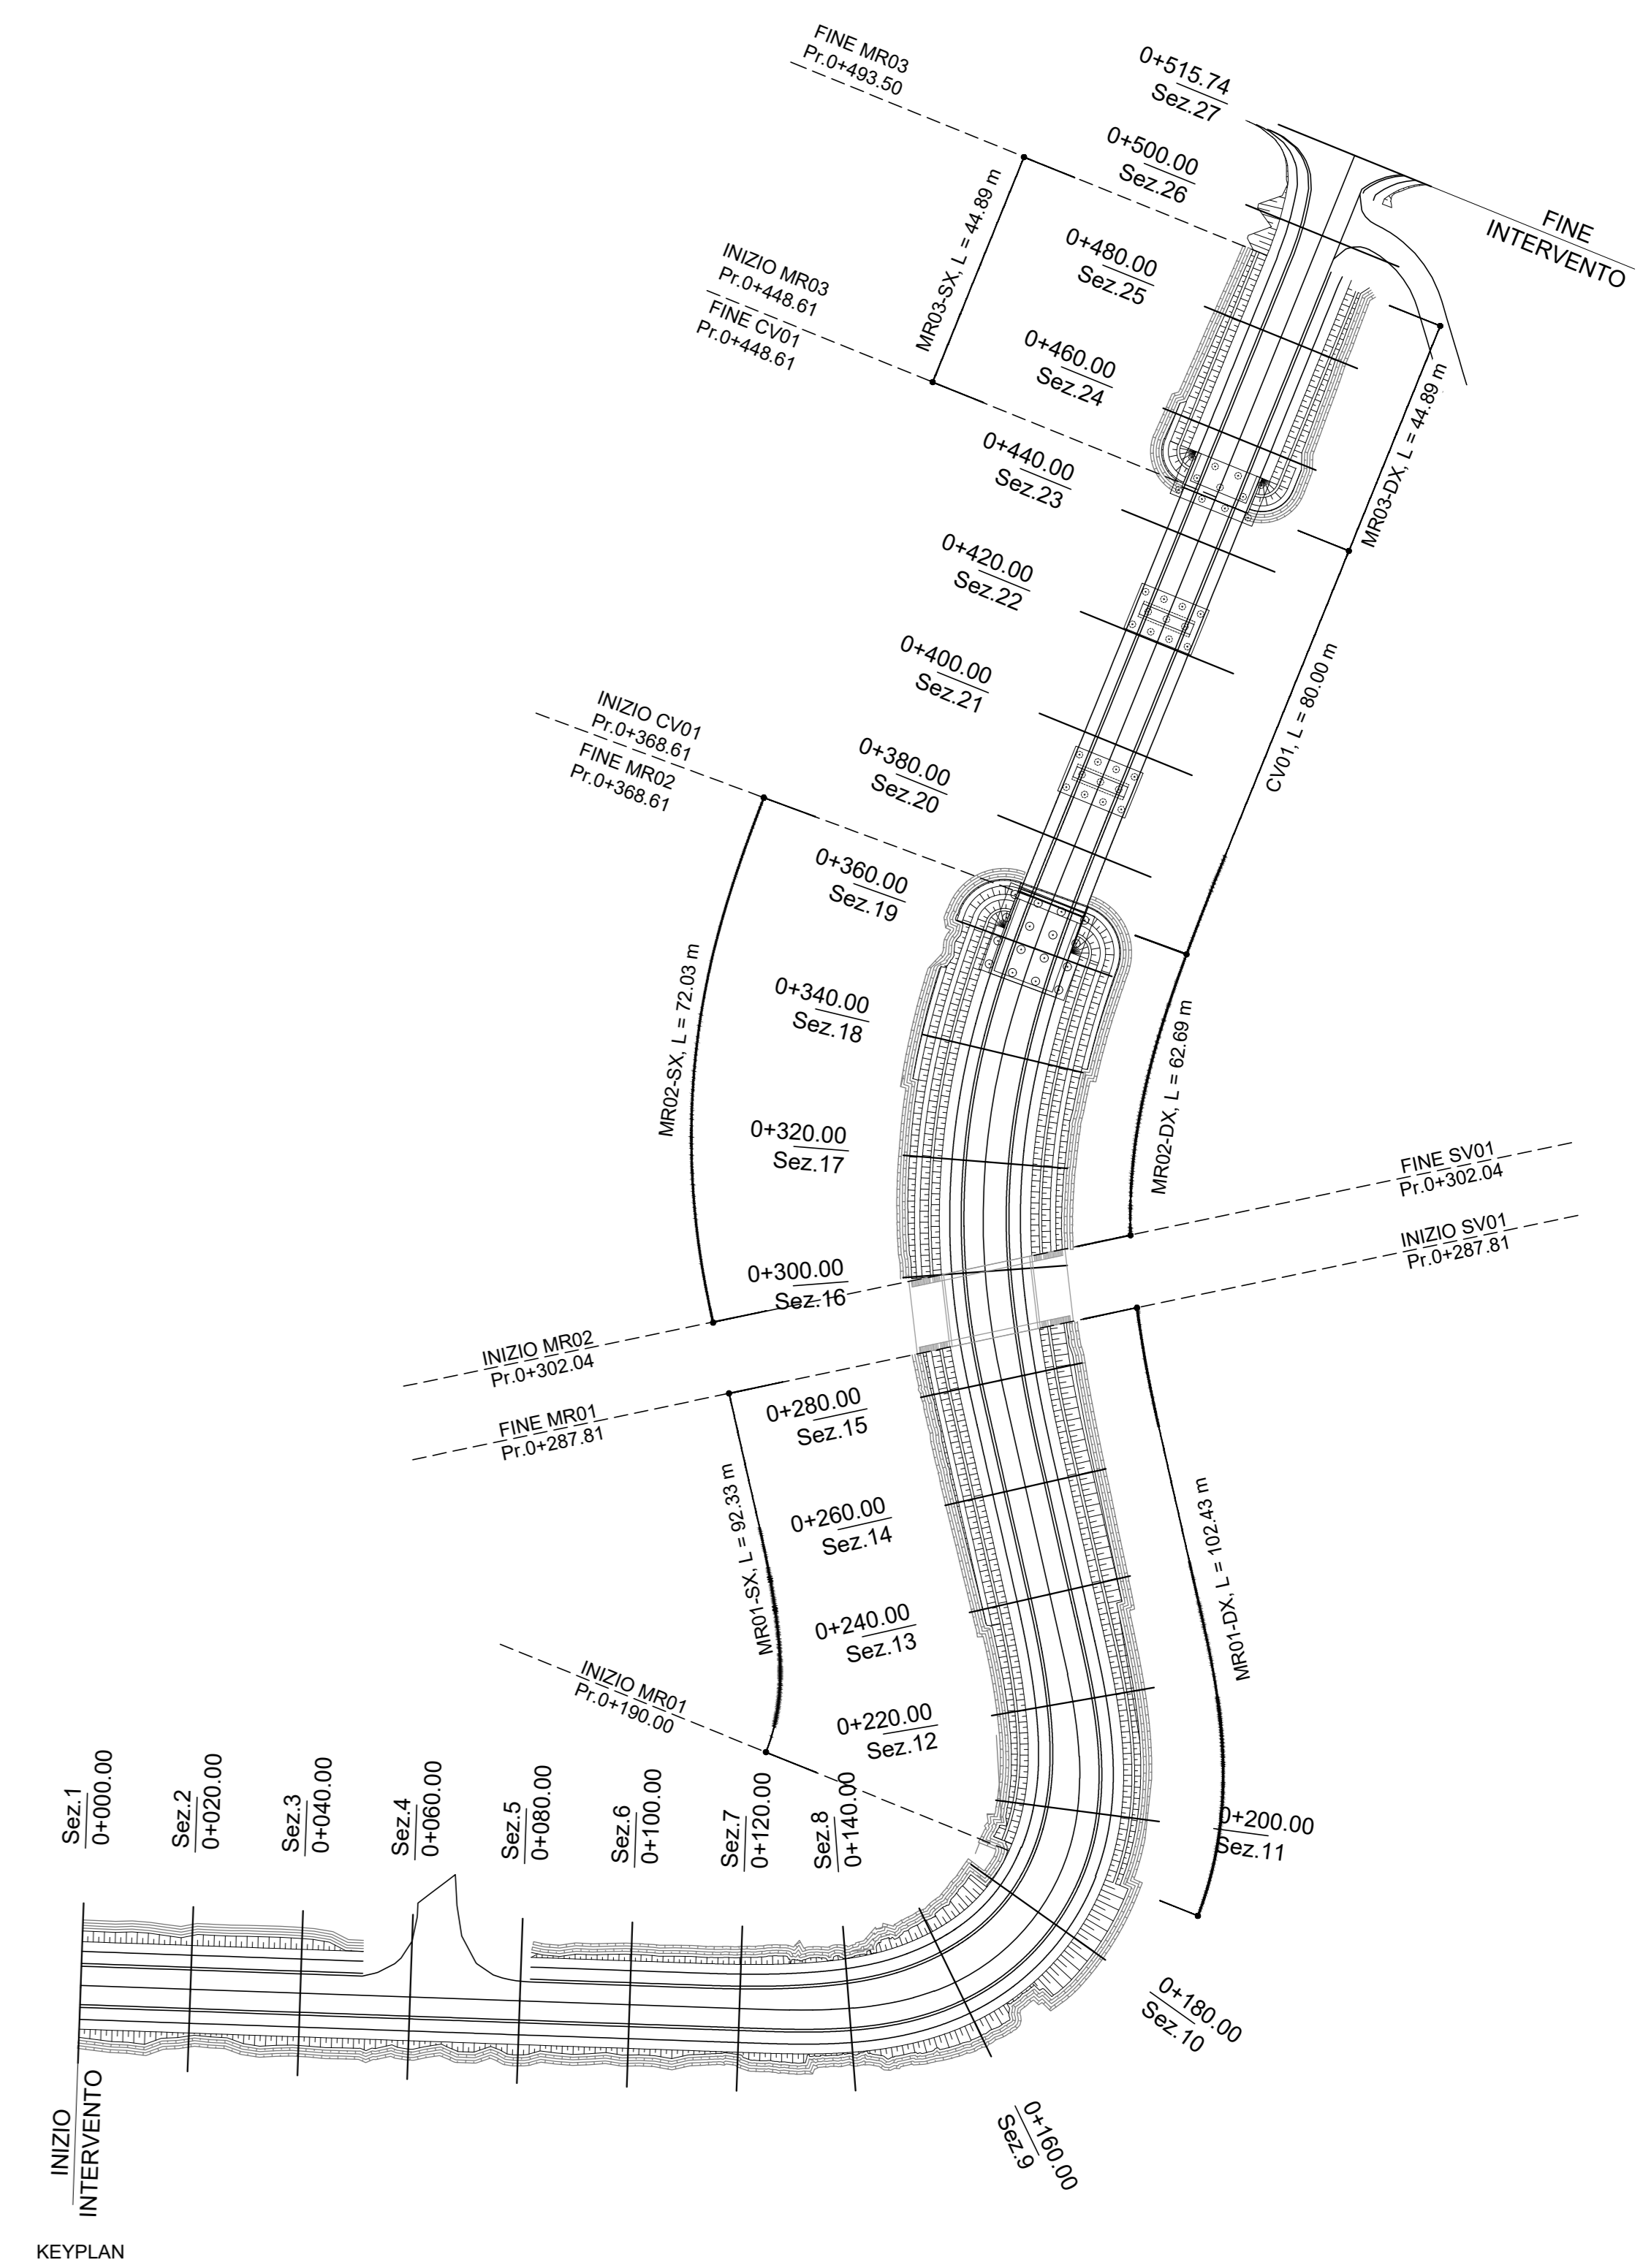 FINE MR03
Pr.0+493.50
0+515.74
Sez.27
0+500.00
Sez.26
FINE
INTERVENTO
MR03-SX, L = 44.89 m
0+480.00
Sez.25
INIZIO MR03
Pr.0+448.61
FINE CV01
Pr.0+448.61
0+460.00
Sez.24
MR03-DX, L = 44.89 m
0+440.00
Sez.23
0+420.00
Sez.22
0+400.00
Sez.21
CV01, L = 80.00 m
INIZIO CV01
Pr.0+368.61
FINE MR02
Pr.0+368.61
0+380.00
Sez.20
0+360.00
Sez.19
MR02-SX, L = 72.03 m
0+340.00
Sez.18
MR02-DX, L = 62.69 m
0+320.00
Sez.17
FINE SV01
Pr.0+302.04
INIZIO SV01
Pr.0+287.81
0+300.00
Sez.16
INIZIO MR02
Pr.0+302.04
FINE MR01
Pr.0+287.81
0+280.00
Sez.15
MR01-SX, L = 92.33 m
0+260.00
Sez.14
MR01-DX, L = 102.43 m
0+240.00
Sez.13
INIZIO MR01
Pr.0+190.00
0+220.00
Sez.12
Sez.1
0+000.00
Sez.2
0+020.00
Sez.3
0+040.00
Sez.4
0+060.00
Sez.5
0+080.00
Sez.6
0+100.00
Sez.7
0+120.00
Sez.8
0+140.00
0+200.00
Sez.11
0+180.00
Sez.10
0+160.00
Sez.9
INIZIO
INTERVENTO
KEYPLAN